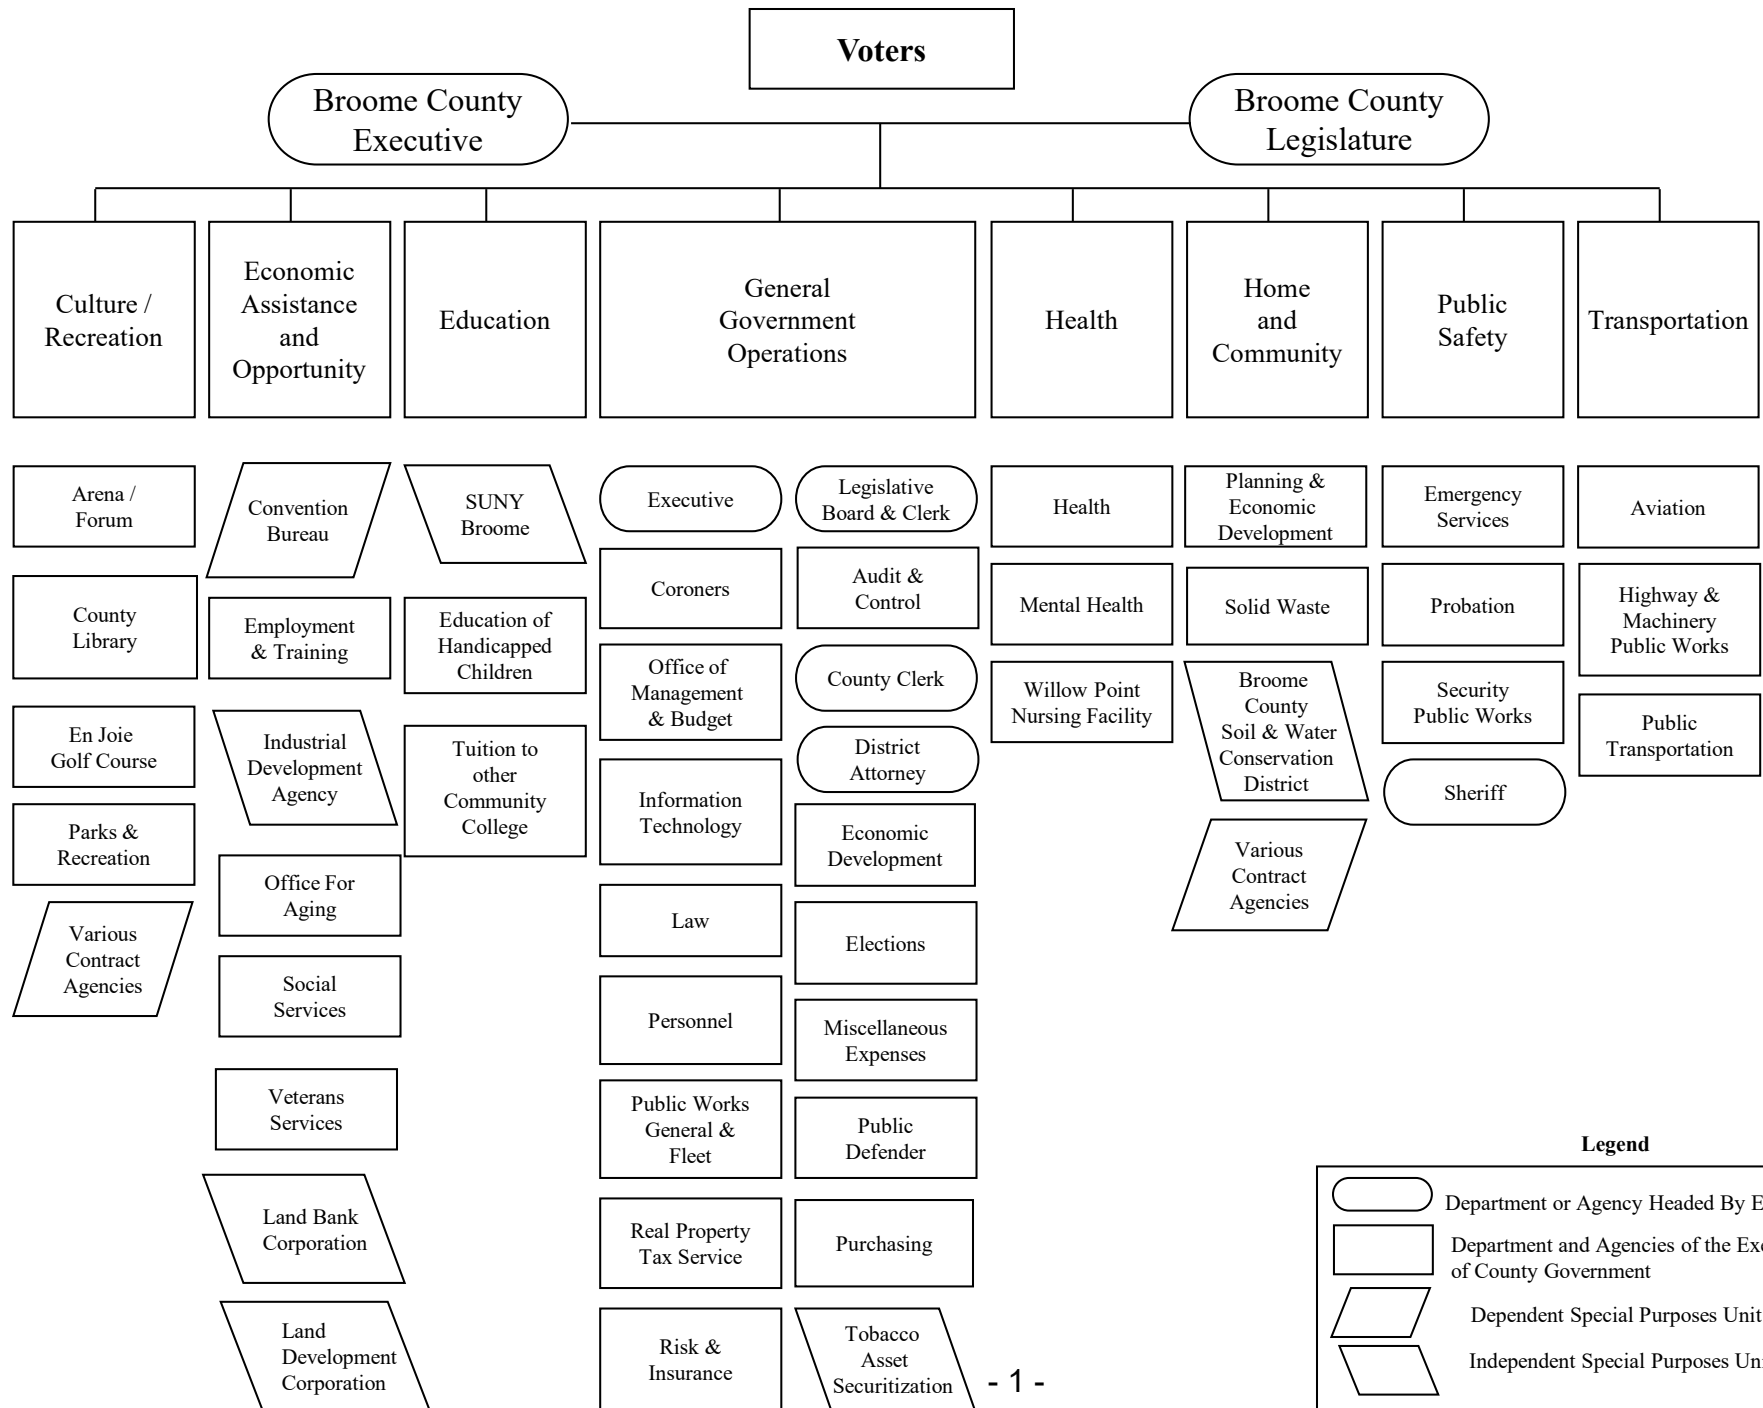 Voters
Broome County
Executive
Broome County
Legislature
Culture /
Recreation
Economic
Assistance
and
Opportunity
Education
General
Government
Operations
Health
Home
and
Community
Public
Safety
Transportation
Arena /
Forum
County
Library
En Joie
Golf Course
Parks &
Recreation
Various
Contract
Agencies
Convention
Bureau
Employment
& Training
Industrial
Development
Agency
Office For
Aging
Social
Services
Veterans
Services
Land Bank
Corporation
Land
Development
Corporation
SUNY
Broome
Education of
Handicapped
Children
Tuition to
other
Community
College
Executive
Coroners
Office of
Management
& Budget
Information
Technology
Law
Personnel
Public Works
General &
Fleet
Real Property
Tax Service
Risk &
Insurance
Legislative
Board & Clerk
Audit &
Control
County Clerk
District
Attorney
Economic
Development
Elections
Miscellaneous
Expenses
Public
Defender
Purchasing
Tobacco
Asset
Securitization
Health
Mental Health
Willow Point
Nursing Facility
Planning &
Economic
Development
Solid Waste
Broome
County
Soil & Water
Conservation
District
Various
Contract
Agencies
Emergency
Services
Probation
Security
Public Works
Sheriff
Aviation
Highway &
Machinery
Public Works
Public
Transportation
Legend
Department or Agency Headed By
Department and Agencies of the
of County Government
Dependent Special Purposes Unit
Independent Special Purposes
- 1 -